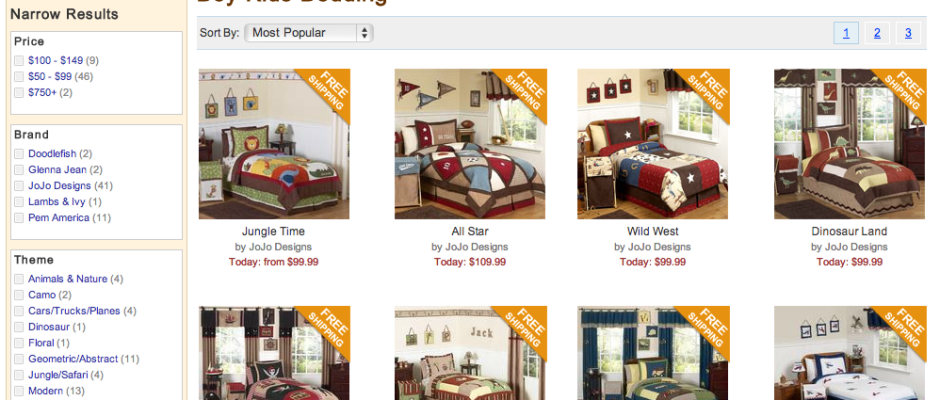 Boy Kids Bedding
Narrow Results
Price
$100 - $149 (9)
$50 - $99 (46)
$750+ (2)
Brand
Doodlefish (2)
Glenna Jean (2)
JoJo Designs (41)
Lambs & Ivy (1)
Pem America (11)
Theme
Animals & Nature (4)
Camo (2)
Cars/Trucks/Planes (4)
Dinosaur (1)
Floral (1)
Geometric/Abstract (11)
Jungle/Safari (4)
Modern (13)
Sort By: Most Popular
1 2 3
FREE
SHIPPING
FREE
SHIPPING
FREE
SHIPPING
FREE
SHIPPING
Jungle Time
by JoJo Designs
Today: from $99.99
All Star
by JoJo Designs
Today: $109.99
Wild West
by JoJo Designs
Today: $99.99
Dinosaur Land
by JoJo Designs
Today: $99.99
FREE
SHIPPING
Jack
FREE
SHIPPING
FREE
SHIPPING
FREE
SHIPPING